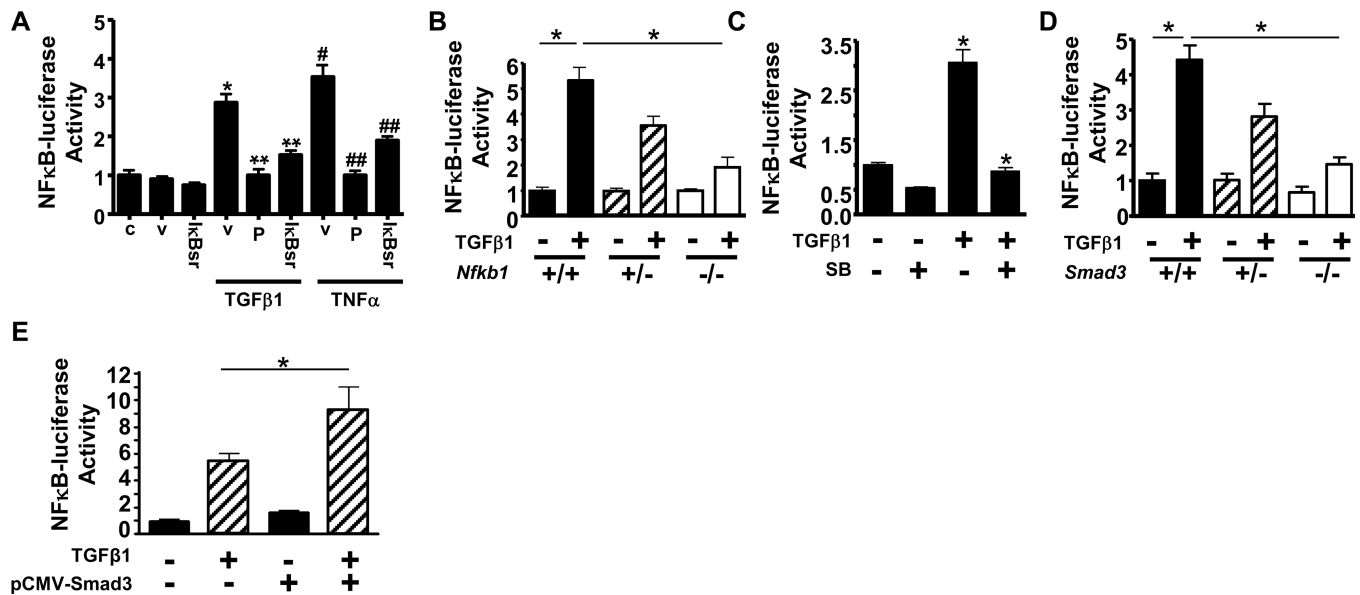 A
NFκB-luciferase
Activity
5
4
3
2
1
0
*
**
**
#
##
##
c
v
IκBsr
v
P
IκBsr
v
P
IκBsr
TGFβ1
TNFα
B
NFκB-luciferase
Activity
6
5
4
3
2
1
0
*
*
TGFβ1
- + - + - +
Nfkb1
+/+ +/- -/-
C
NFκB-luciferase
Activity
3.5
2.5
1.5
0.5
*
*
TGFβ1
- - + +
SB
- + - +
D
NFκB-luciferase
Activity
5
4
3
2
1
0
*
*
TGFβ1
- + - + - +
Smad3
+/+ +/- -/-
E
NFκB-luciferase
Activity
12
10
8
6
4
2
0
*
TGFβ1
- + - +
pCMV-Smad3
- - + +